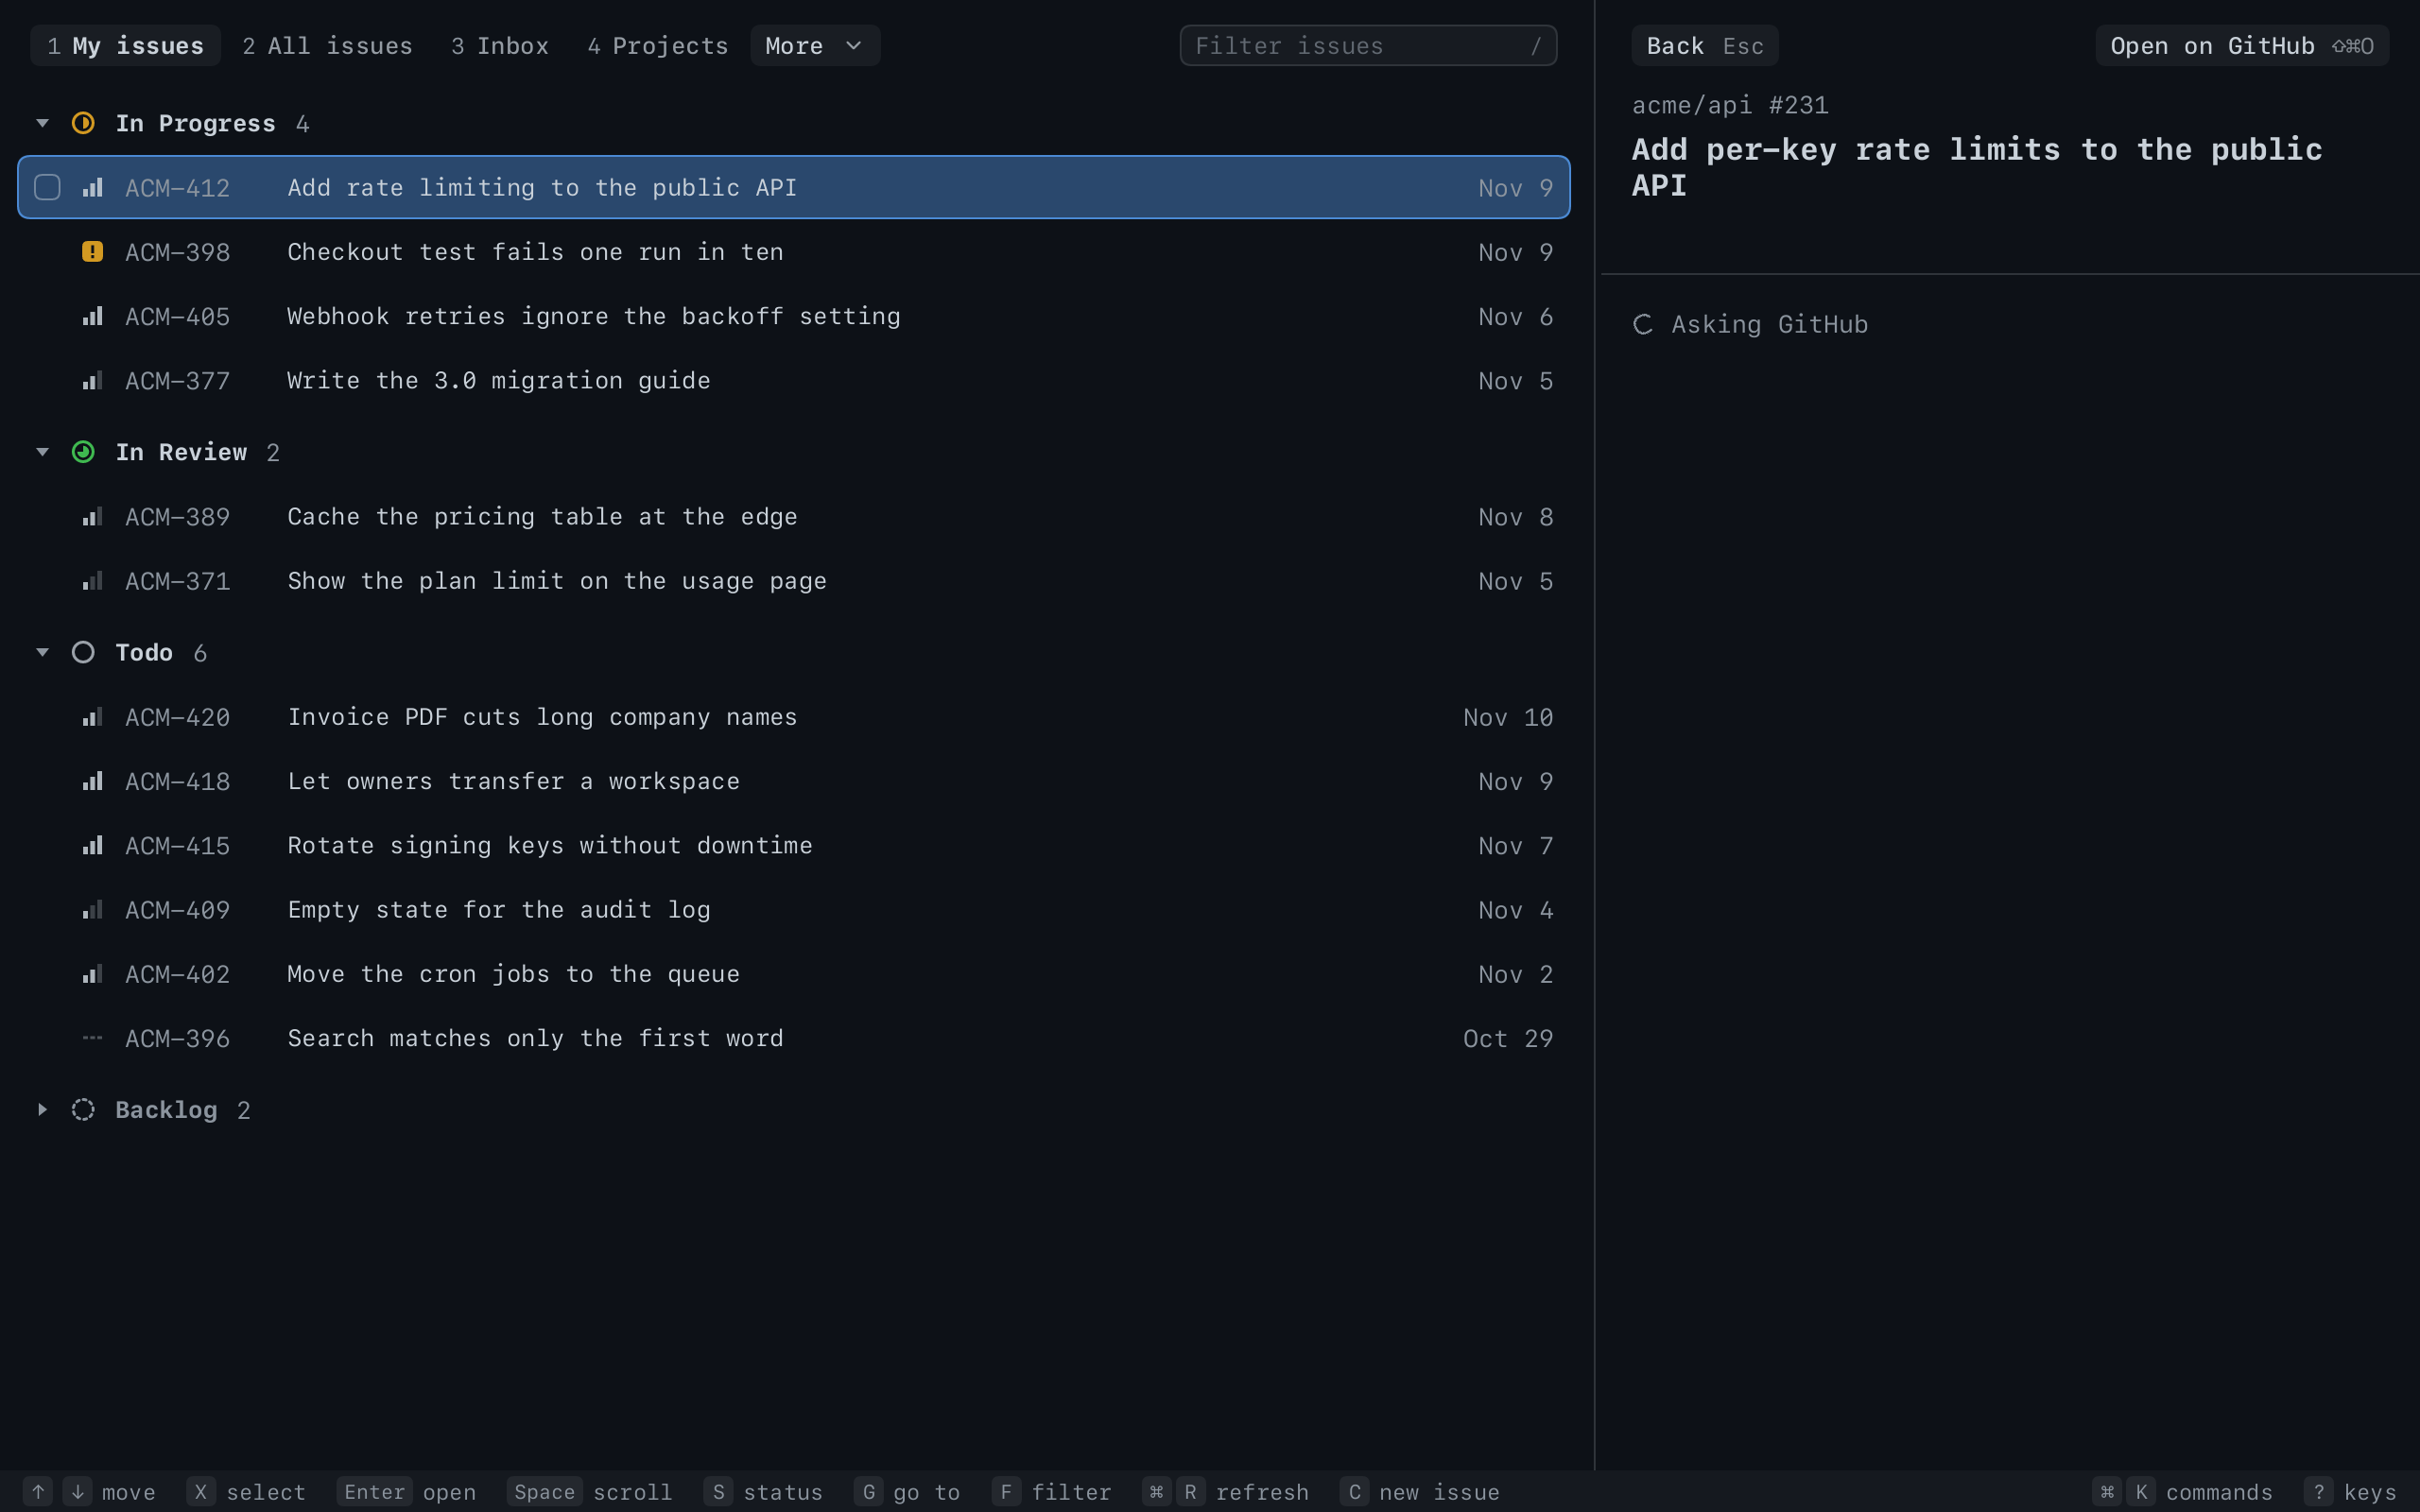 1 My issues 2 All issues 3 Inbox 4 Projects More Filter issues /
In Progress 4
ACM-412 Add rate limiting to the public API Nov 9
ACM-398 Checkout test fails one run in ten Nov 9
ACM-405 Webhook retries ignore the backoff setting Nov 6
ACM-377 Write the 3.0 migration guide Nov 5
In Review 2
ACM-389 Cache the pricing table at the edge Nov 8
ACM-371 Show the plan limit on the usage page Nov 5
Todo 6
ACM-420 Invoice PDF cuts long company names Nov 10
ACM-418 Let owners transfer a workspace Nov 9
ACM-415 Rotate signing keys without downtime Nov 7
ACM-409 Empty state for the audit log Nov 4
ACM-402 Move the cron jobs to the queue Nov 2
ACM-396 Search matches only the first word Oct 29
Backlog 2
Back Esc Open on GitHub ⇧⌘O
acme/api #231
Add per-key rate limits to the public
API
Asking GitHub
↑ ↓ move X select Enter open Space scroll S status G go to F filter ⌘ R refresh C new issue ⌘ K commands ? keys